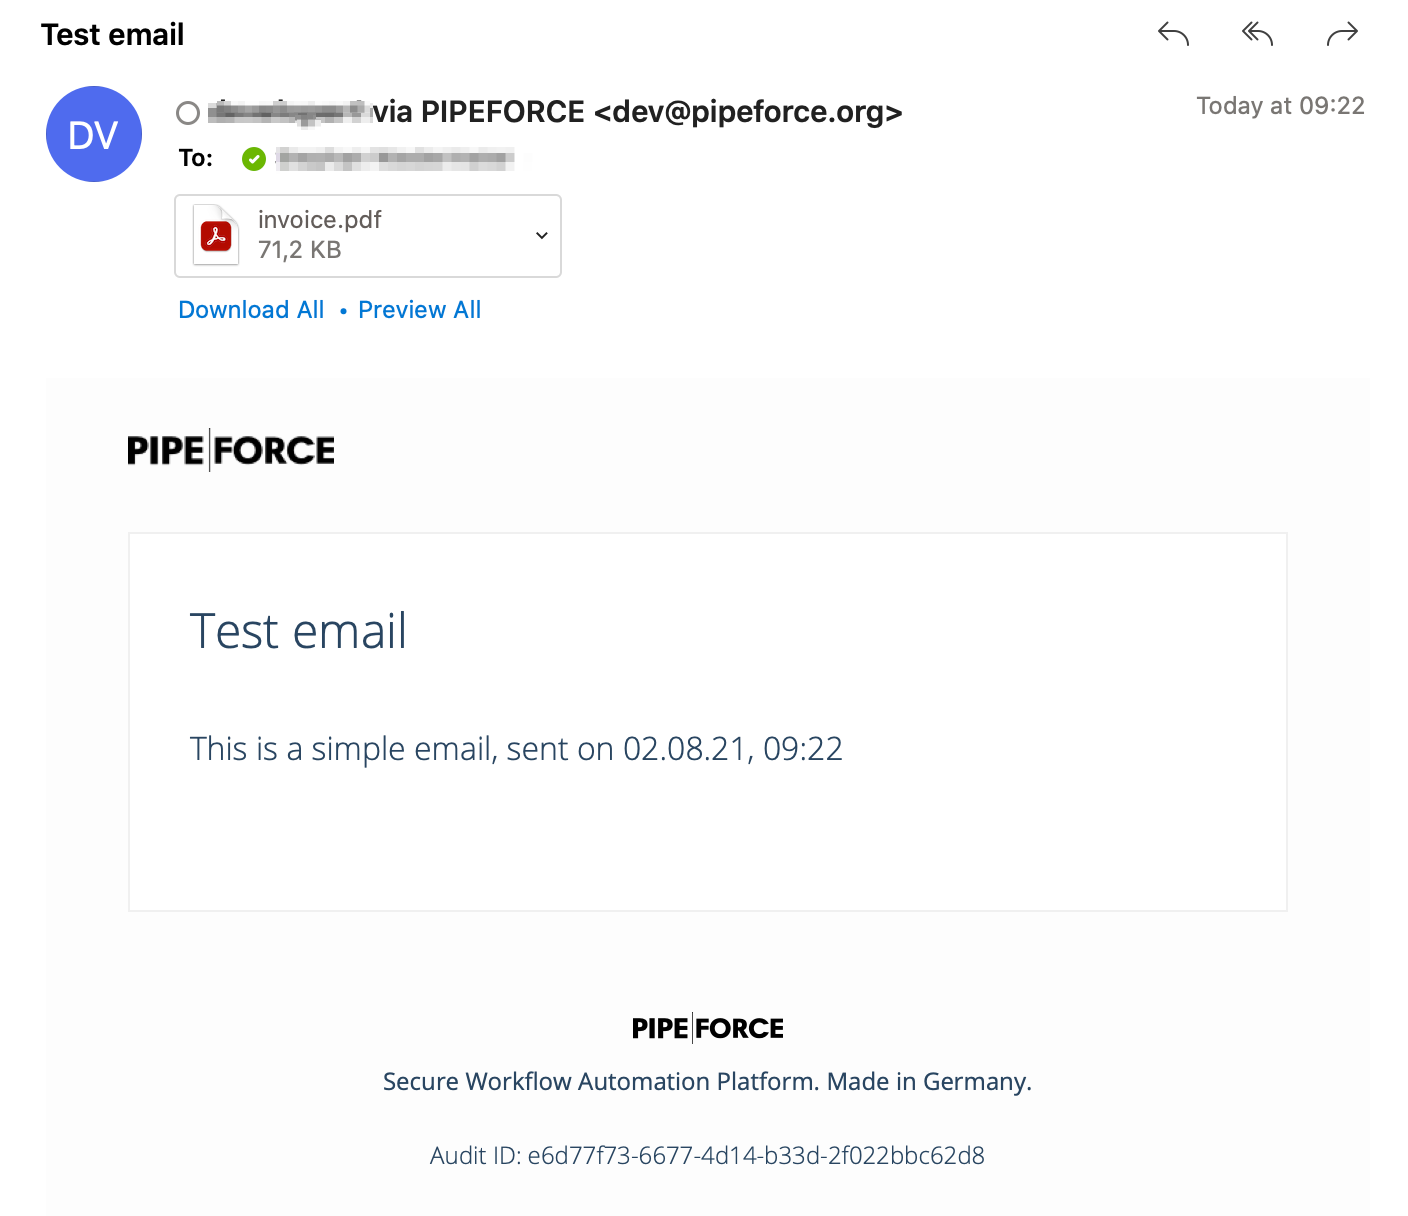 Test email
DV
via PIPEFORCE <dev@pipeforce.org>
Today at 09:22
To:
invoice.pdf
71,2 KB
Download All • Preview All
PIPE|FORCE
Test email
This is a simple email, sent on 02.08.21, 09:22
PIPE|FORCE
Secure Workflow Automation Platform. Made in Germany.
Audit ID: e6d77f73-6677-4d14-b33d-2f022bbc62d8